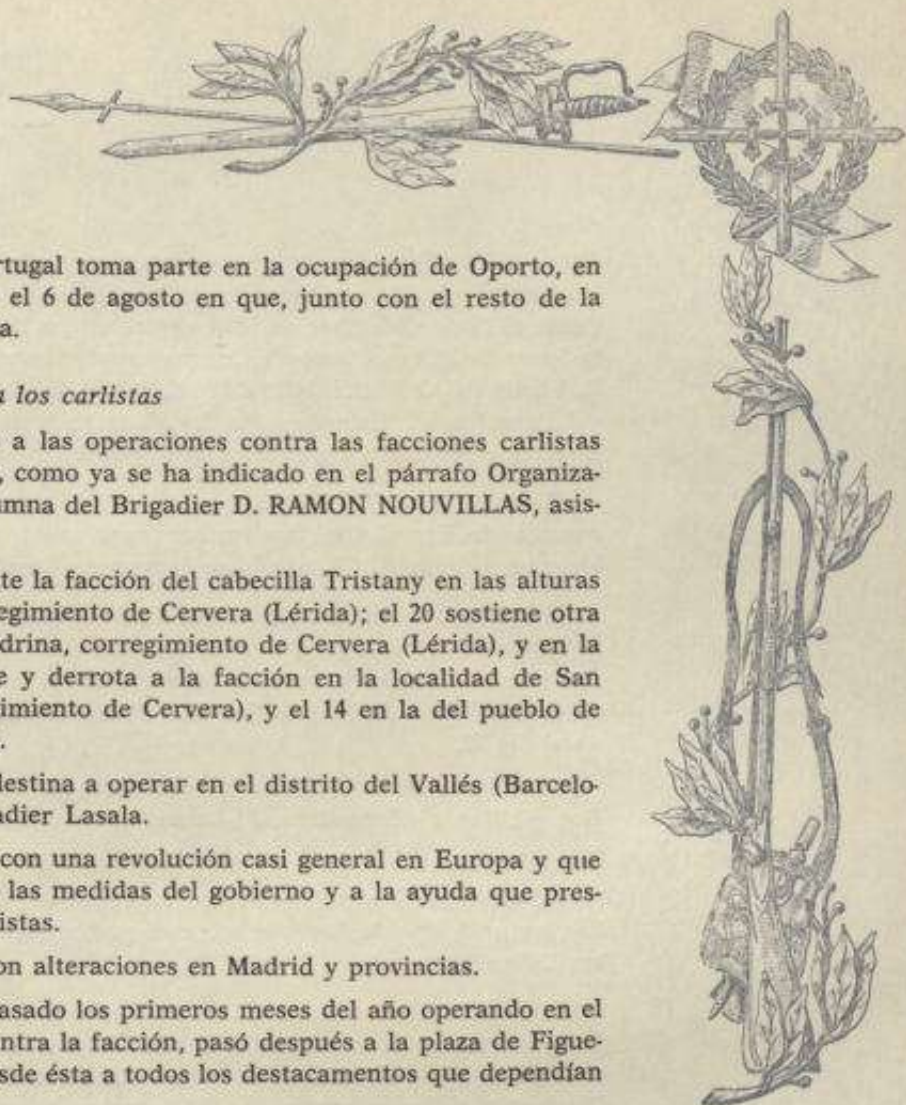 rtugal toma parte en la ocupación de Oporto, en
el 6 de agosto en que, junto con el resto de la
a.
a los carlistas
a las operaciones contra las facciones carlistas
, como ya se ha indicado en el párrafo Organiza-
umna del Brigadier D. RAMON NOUVILLAS, asis-
te la facción del cabecilla Tristany en las alturas
egimiento de Cervera (Lérida); el 20 sostiene otra
drina, corregimiento de Cervera (Lérida), y en la
e y derrota a la facción en la localidad de San
imiento de Cervera), y el 14 en la del pueblo de
.
destina a operar en el distrito del Vallés (Barcelo-
adier Lasala.
con una revolución casi general en Europa y que
las medidas del gobierno y a la ayuda que pres-
istas.
on alteraciones en Madrid y provincias.
asado los primeros meses del año operando en el
ntra la facción, pasó después a la plaza de Figue-
sde ésta a todos los destacamentos que dependían